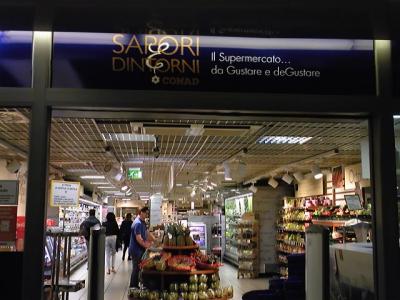 SAPORI
&
DINTORNI
CONAD
Il Supermercato...
da Gustare e deGustare